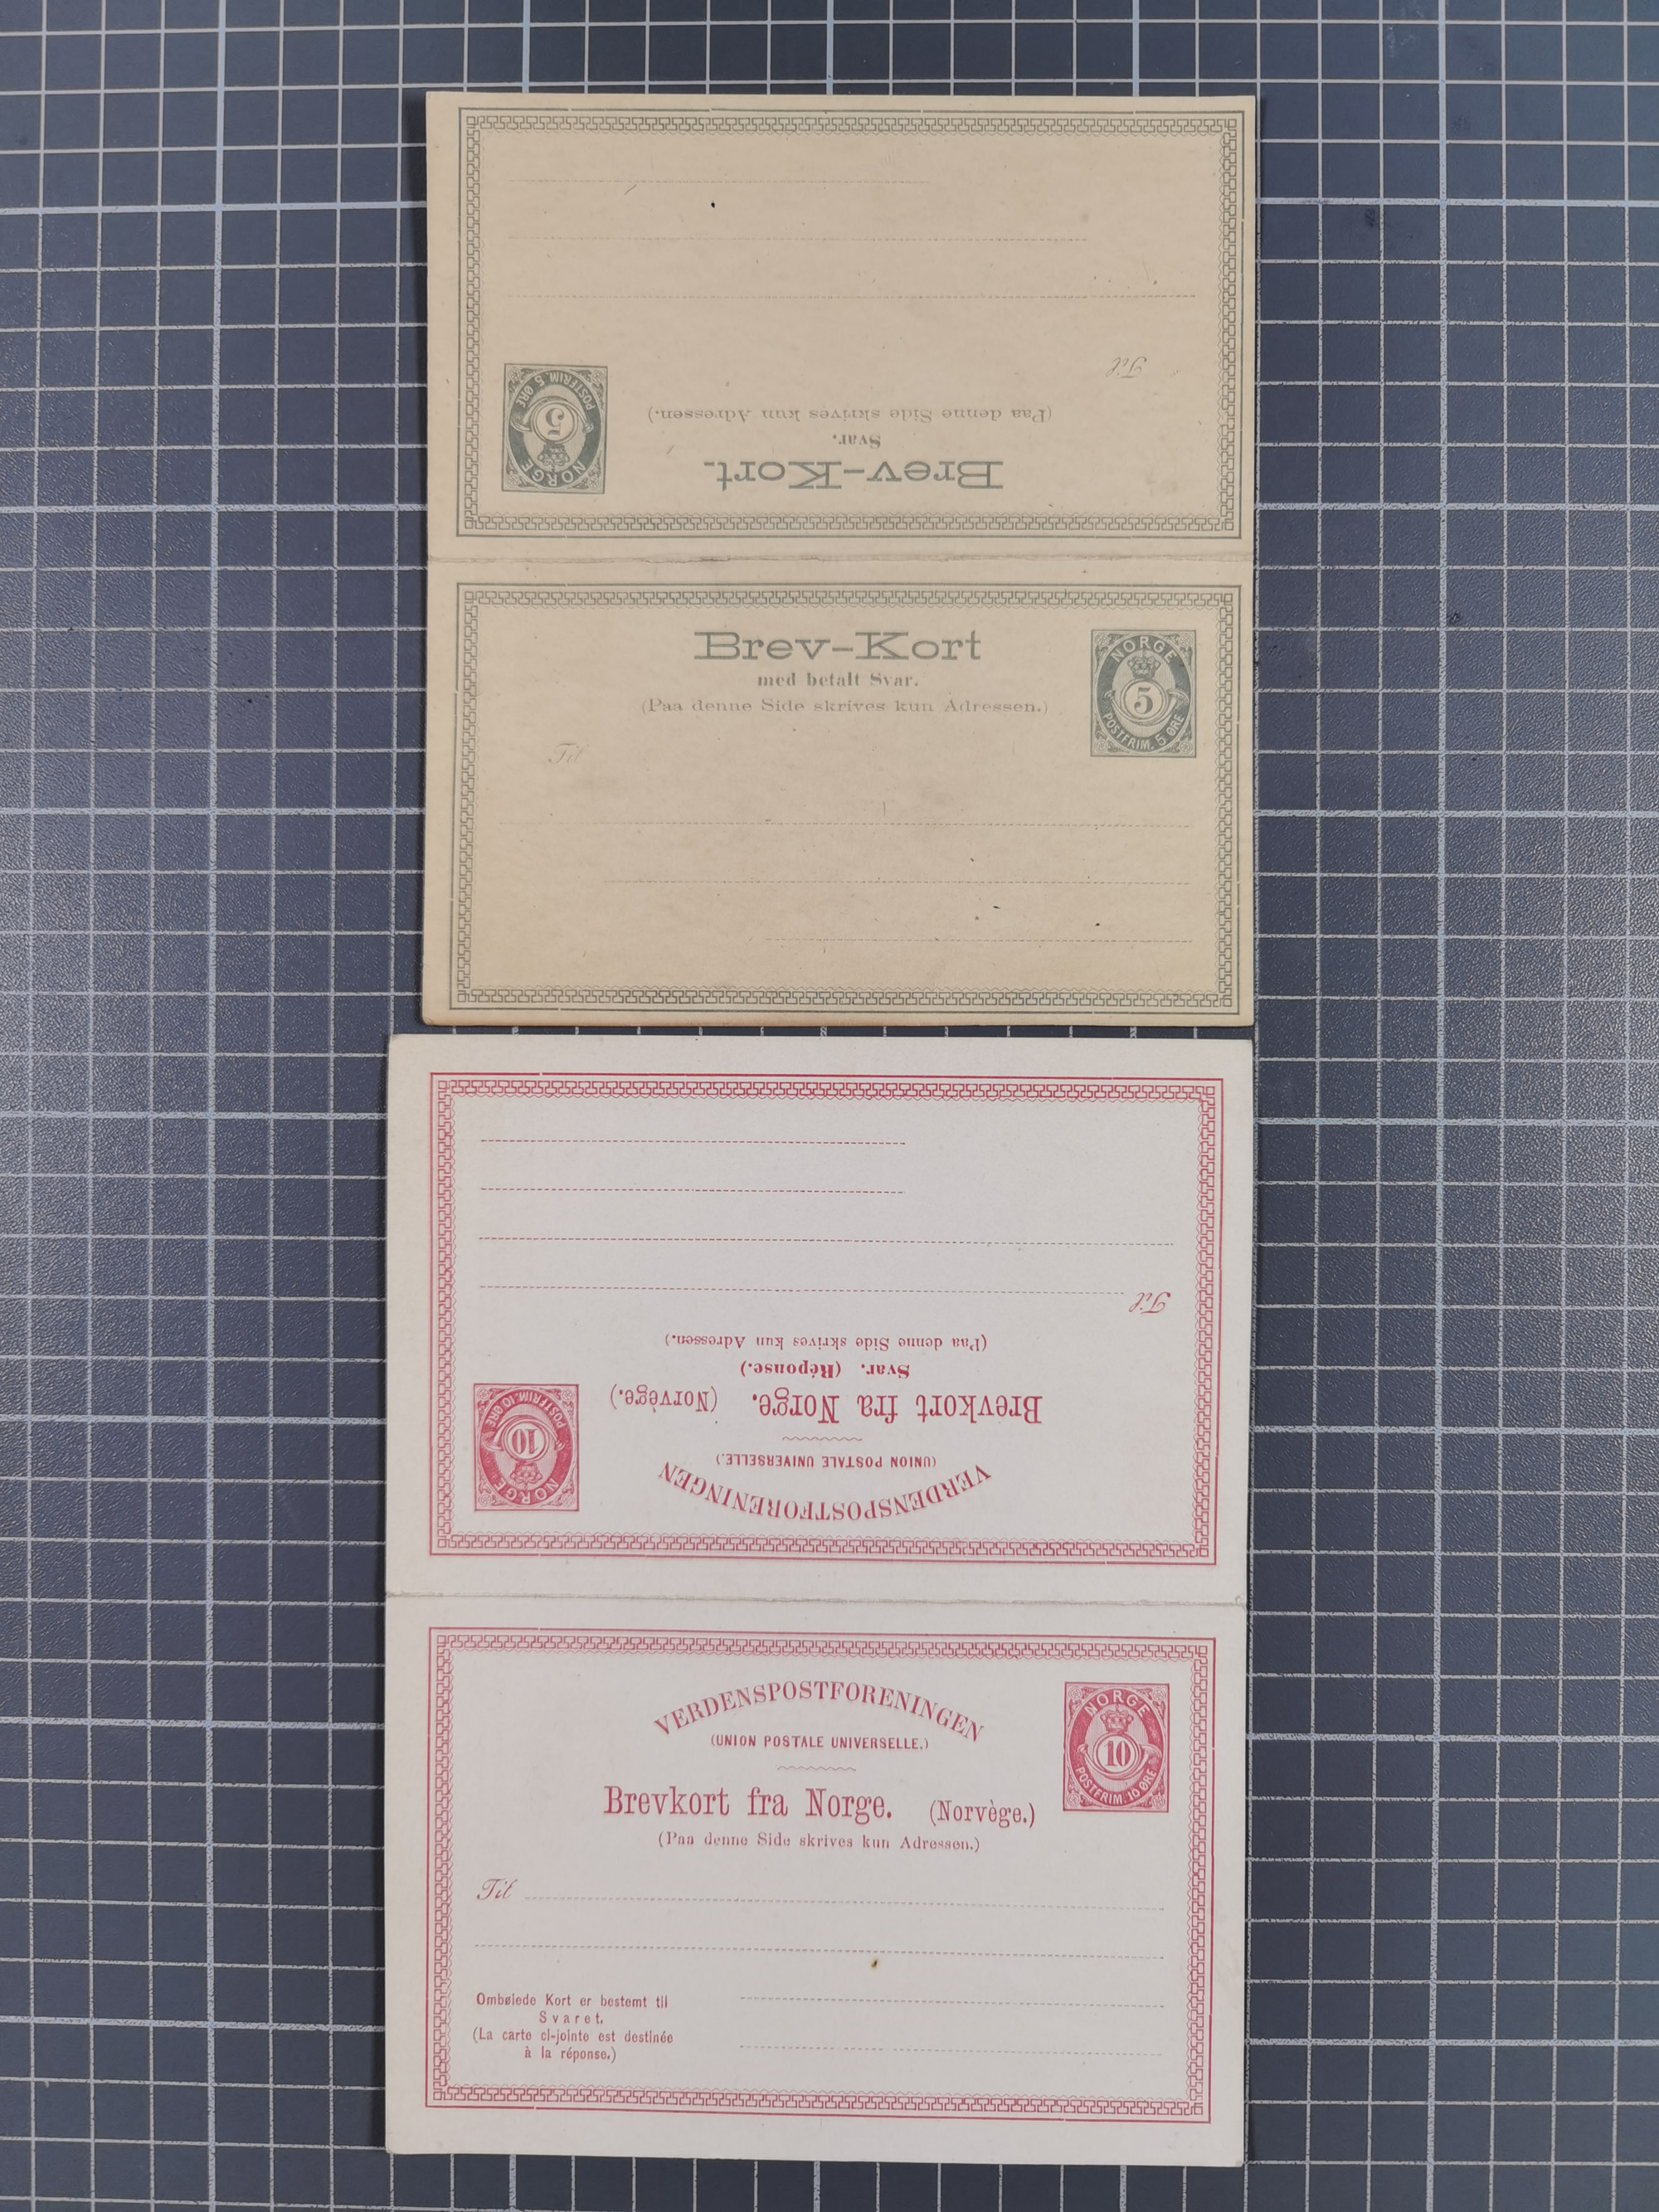 Brev-Kort.
Svar.
(Paa denne Side skrives kun Adressen.)
NORGE
5
POSTFRIM. 5 ØRE
Til
Brev-Kort
med betalt Svar.
(Paa denne Side skrives kun Adressen.)
NORGE
5
POSTFRIM. 5 ØRE
Til
VERDENSPOSTFORENINGEN
(UNION POSTALE UNIVERSELLE.)
Brevkort fra Norge. (Norvège.)
Svar. (Réponse.)
(Paa denne Side skrives kun Adressen.)
NORGE
10
POSTFRIM. 10 ØRE
Til
VERDENSPOSTFORENINGEN
(UNION POSTALE UNIVERSELLE.)
Brevkort fra Norge. (Norvège.)
(Paa denne Side skrives kun Adressen.)
NORGE
10
POSTFRIM. 10 ØRE
Til
Ombøiede Kort er bestemt til
Svaret.
(La carte ci-jointe est destinée
à la réponse.)